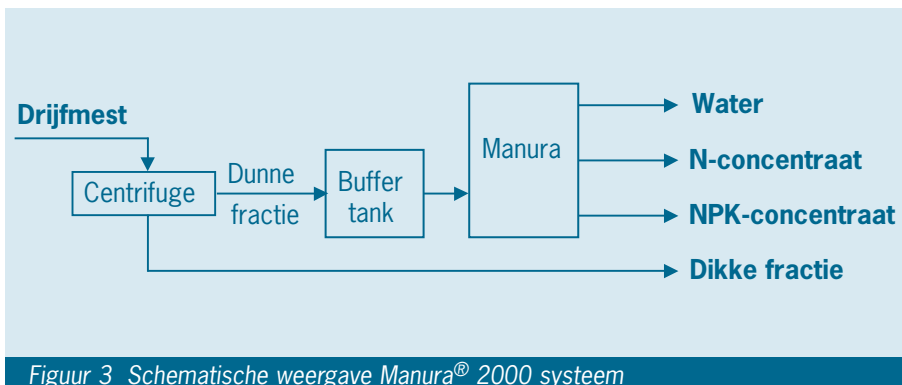 Drijfmest
Centrifuge
Dunne
fractie
Buffer
tank
Manura
Water
N-concentraat
NPK-concentraat
Dikke fractie
Figuur 3 Schematische weergave Manura® 2000 systeem